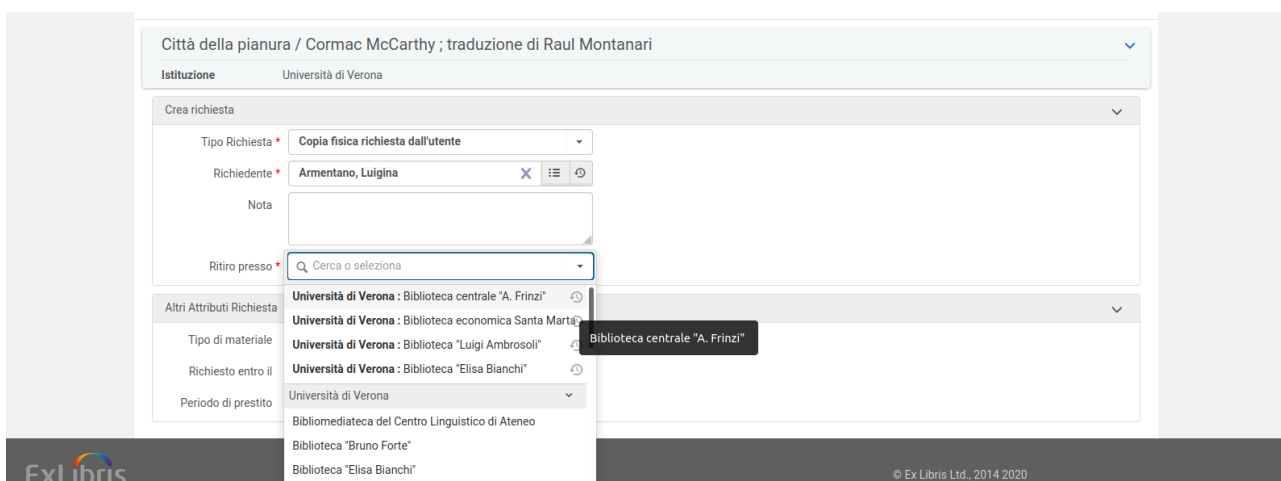 Città della pianura / Cormac McCarthy ; traduzione di Raul Montanari
Istituzione Università di Verona
Crea richiesta
Tipo Richiesta * Copia fisica richiesta dall'utente
Richiedente * Armentano, Luigina
Nota
Ritiro presso * Cerca o seleziona
Università di Verona : Biblioteca centrale "A. Frinzi"
Altri Attributi Richiesta
Università di Verona : Biblioteca economica Santa Marta
Biblioteca centrale "A. Frinzi"
Tipo di materiale
Università di Verona : Biblioteca "Luigi Ambrosoli"
Richiesto entro il
Università di Verona : Biblioteca "Elisa Bianchi"
Periodo di prestito
Università di Verona
Bibliomediateca del Centro Linguistico di Ateneo
Biblioteca "Bruno Forte"
Biblioteca "Elisa Bianchi"
ExLibris
© Ex Libris Ltd., 2014 2020